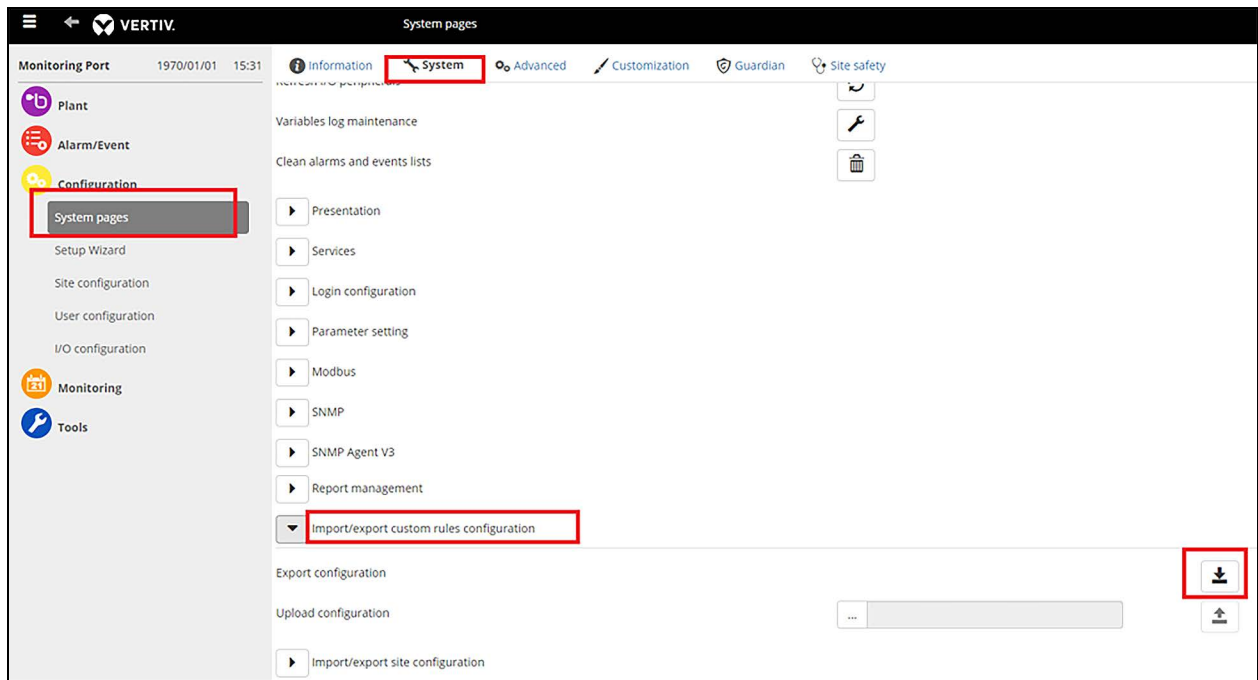 VERTIV.
System pages
Monitoring Port 1970/01/01 15:31
Information
System
Advanced
Customization
Guardian
Site safety
Plant
Alarm/Event
Configuration
System pages
Setup Wizard
Site configuration
User configuration
I/O configuration
21
Monitoring
Tools
Refresh I/O peripherals
Variables log maintenance
Clean alarms and events lists
Presentation
Services
Login configuration
Parameter setting
Modbus
SNMP
SNMP Agent V3
Report management
Import/export custom rules configuration
Export configuration
Upload configuration
...
Import/export site configuration